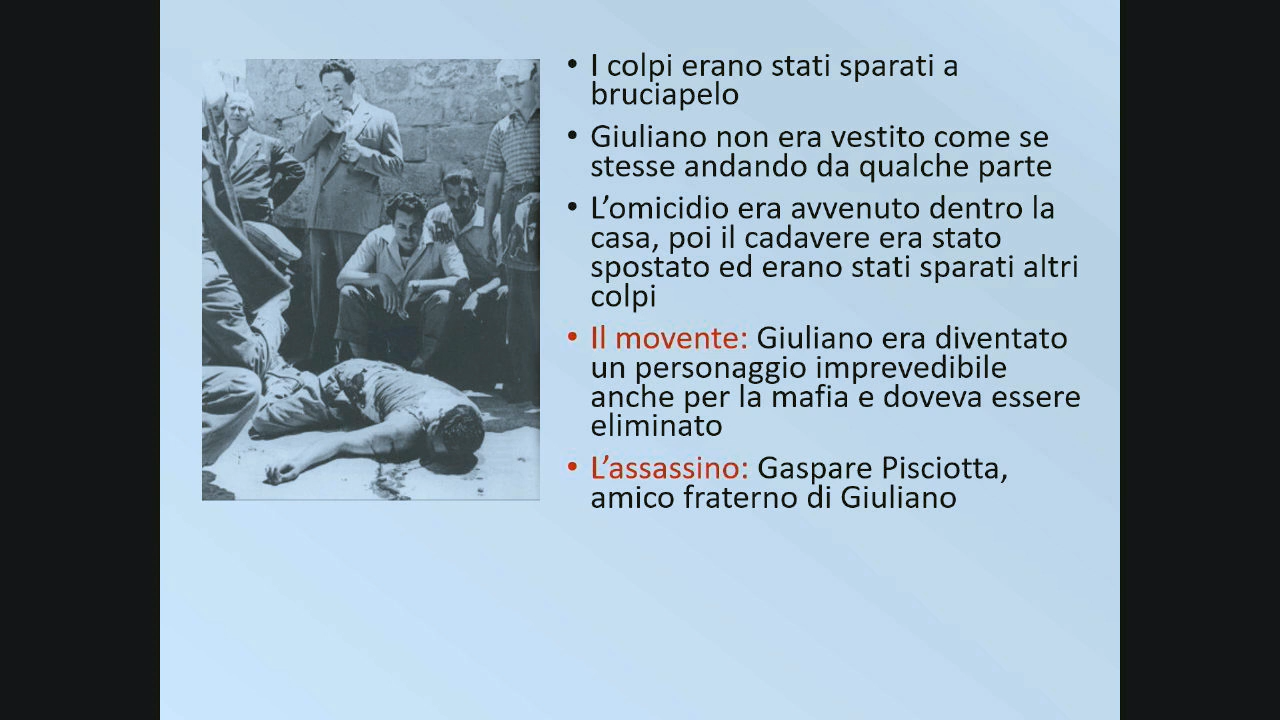 • I colpi erano stati sparati a
bruciapelo
• Giuliano non era vestito come se
stesse andando da qualche parte
• L’omicidio era avvenuto dentro la
casa, poi il cadavere era stato
spostato ed erano stati sparati altri
colpi
• Il movente: Giuliano era diventato
un personaggio imprevedibile
anche per la mafia e doveva essere
eliminato
• L’assassino: Gaspare Pisciotta,
amico fraterno di Giuliano